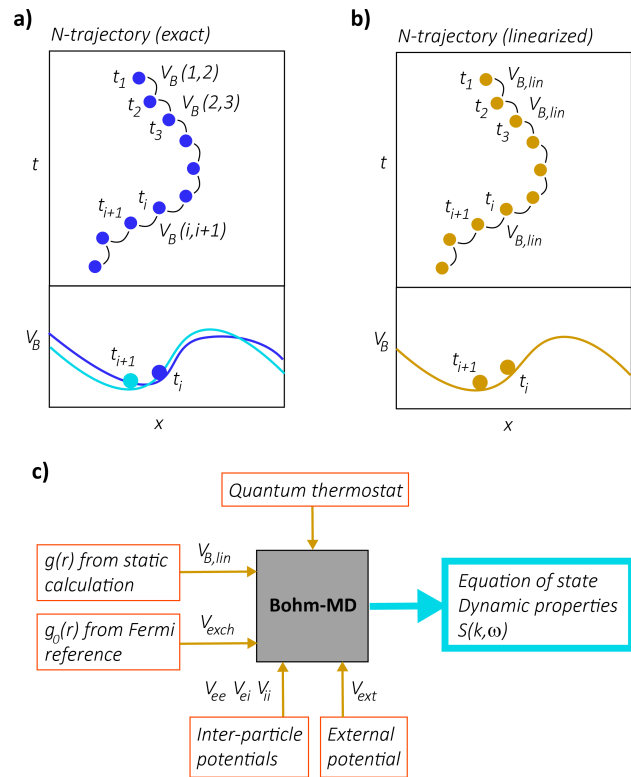 a)
N-trajectory (exact)
t1
VB(1,2)
t2
VB(2,3)
t3
t
ti+1
ti
VB(i,i+1)
VB
ti+1
ti
x
b)
N-trajectory (linearized)
t1
VB,lin
t2
VB,lin
t3
t
ti+1
ti
VB,lin
VB
ti+1
ti
x
c)
Quantum thermostat
g(r) from static
calculation
VB,lin
g0(r) from Fermi
reference
Vexch
Bohm-MD
Equation of state
Dynamic properties
S(k,ω)
Vee Vei Vii
Vext
Inter-particle
potentials
External
potential